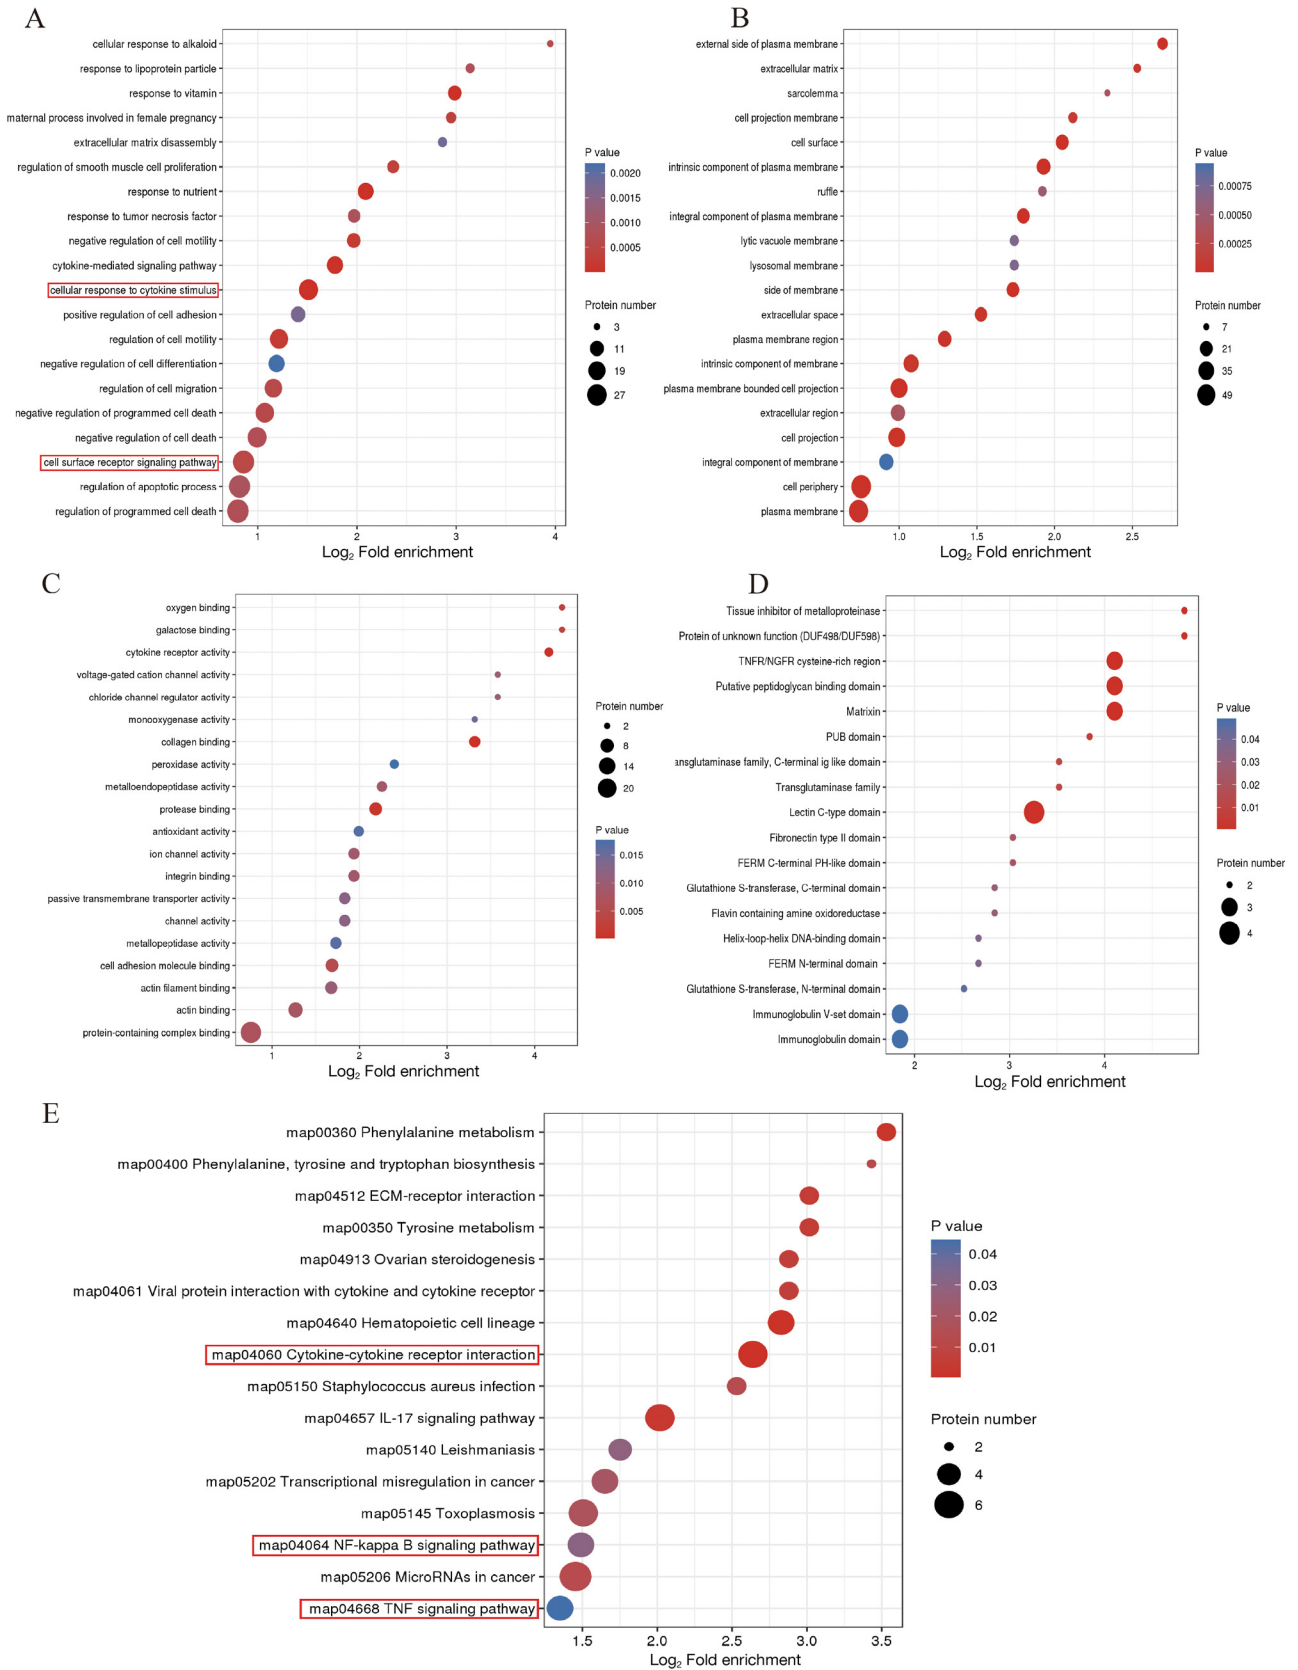 A
cellular response to alkaloid
response to lipoprotein particle
response to vitamin
maternal process involved in female pregnancy
extracellular matrix disassembly
regulation of smooth muscle cell proliferation
response to nutrient
response to tumor necrosis factor
negative regulation of cell motility
cytokine-mediated signaling pathway
cellular response to cytokine stimulus
positive regulation of cell adhesion
regulation of cell motility
negative regulation of cell differentiation
regulation of cell migration
negative regulation of programmed cell death
negative regulation of cell death
cell surface receptor signaling pathway
regulation of apoptotic process
regulation of programmed cell death
1 2 3 4
Log2 Fold enrichment
P value
0.0020
0.0015
0.0010
0.0005
Protein number
3
11
19
27
B
external side of plasma membrane
extracellular matrix
sarcolemma
cell projection membrane
cell surface
intrinsic component of plasma membrane
ruffle
integral component of plasma membrane
lytic vacuole membrane
lysosomal membrane
side of membrane
extracellular space
plasma membrane region
intrinsic component of membrane
plasma membrane bounded cell projection
extracellular region
cell projection
integral component of membrane
cell periphery
plasma membrane
1.0 1.5 2.0 2.5
Log2 Fold enrichment
P value
0.00075
0.00050
0.00025
Protein number
7
21
35
49
C
oxygen binding
galactose binding
cytokine receptor activity
voltage-gated cation channel activity
chloride channel regulator activity
monooxygenase activity
collagen binding
peroxidase activity
metalloendopeptidase activity
protease binding
antioxidant activity
ion channel activity
integrin binding
passive transmembrane transporter activity
channel activity
metallopeptidase activity
cell adhesion molecule binding
actin filament binding
actin binding
protein-containing complex binding
1 2 3 4
Log2 Fold enrichment
Protein number
2
8
14
20
P value
0.015
0.010
0.005
D
Tissue inhibitor of metalloproteinase
Protein of unknown function (DUF498/DUF598)
TNFR/NGFR cysteine-rich region
Putative peptidoglycan binding domain
Matrixin
PUB domain
ansglutaminase family, C-terminal ig like domain
Transglutaminase family
Lectin C-type domain
Fibronectin type II domain
FERM C-terminal PH-like domain
Glutathione S-transferase, C-terminal domain
Flavin containing amine oxidoreductase
Helix-loop-helix DNA-binding domain
FERM N-terminal domain
Glutathione S-transferase, N-terminal domain
Immunoglobulin V-set domain
Immunoglobulin domain
2 3 4
Log2 Fold enrichment
P value
0.04
0.03
0.02
0.01
Protein number
2
3
4
E
map00360 Phenylalanine metabolism
map00400 Phenylalanine, tyrosine and tryptophan biosynthesis
map04512 ECM-receptor interaction
map00350 Tyrosine metabolism
map04913 Ovarian steroidogenesis
map04061 Viral protein interaction with cytokine and cytokine receptor
map04640 Hematopoietic cell lineage
map04060 Cytokine-cytokine receptor interaction
map05150 Staphylococcus aureus infection
map04657 IL-17 signaling pathway
map05140 Leishmaniasis
map05202 Transcriptional misregulation in cancer
map05145 Toxoplasmosis
map04064 NF-kappa B signaling pathway
map05206 MicroRNAs in cancer
map04668 TNF signaling pathway
1.5 2.0 2.5 3.0 3.5
Log2 Fold enrichment
P value
0.04
0.03
0.02
0.01
Protein number
2
4
6